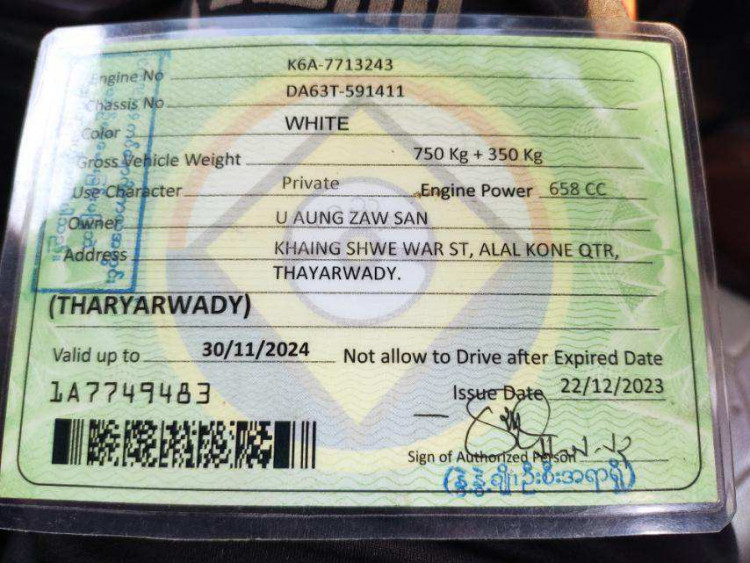 Engine No K6A-7713243
Chassis No DA63T-591411
Color WHITE
Gross Vehicle Weight 750 Kg + 350 Kg
Use Character Private Engine Power 658 CC
Owner U AUNG ZAW SAN
Address KHAING SHWE WAR ST, ALAL KONE QTR,
THAYARWADY.
(THARYARWADY)
Valid up to 30/11/2024 Not allow to Drive after Expired Date
1A7749483
Issue Date 22/12/2023
Sign of Authorized Person